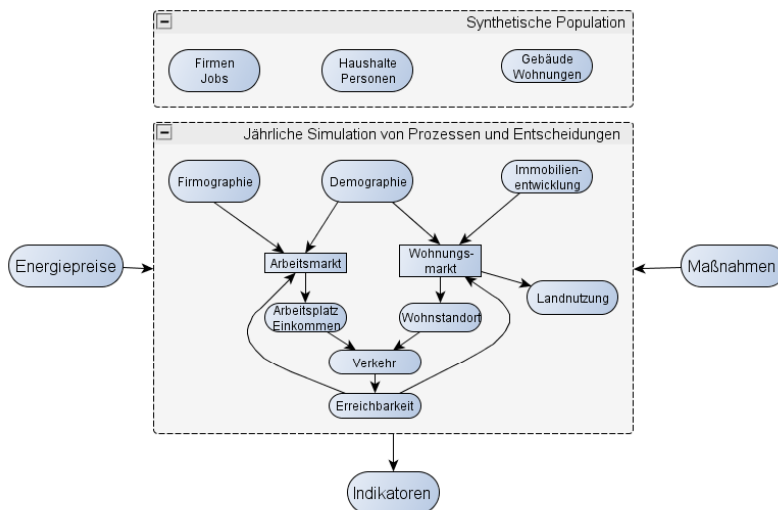 Synthetische Population
Firmen
Jobs
Haushalte
Personen
Gebäude
Wohnungen
Jährliche Simulation von Prozessen und Entscheidungen
Firmographie
Demographie
Immobilien-
entwicklung
Energiepreise
Arbeitsmarkt
Wohnungs-
markt
Maßnahmen
Landnutzung
Arbeitsplatz
Einkommen
Wohnstandort
Verkehr
Erreichbarkeit
Indikatoren